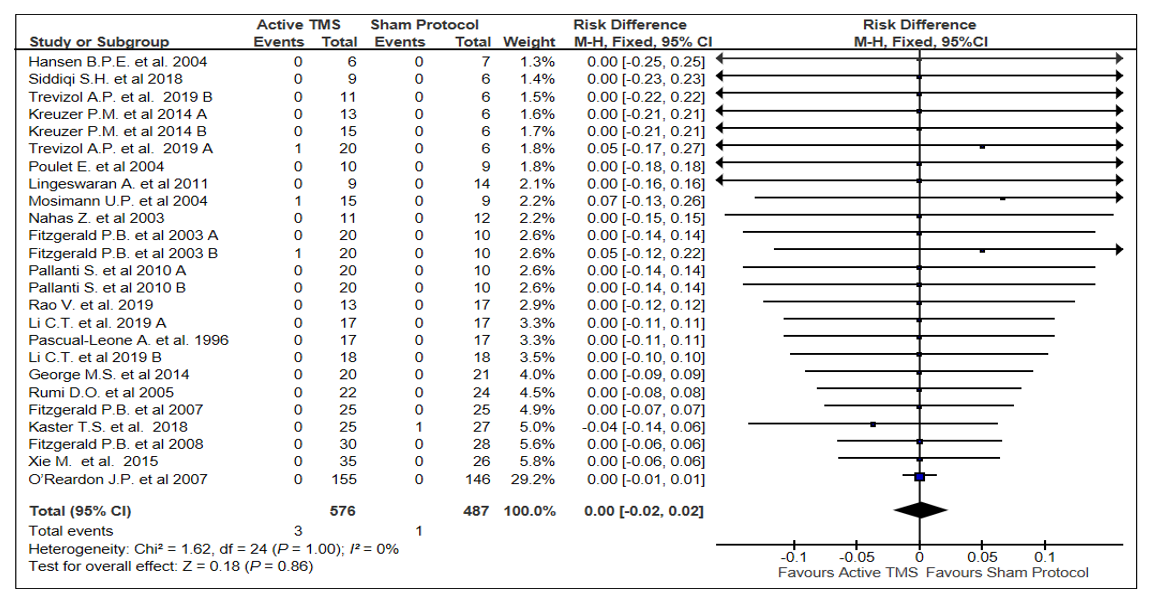 Active TMS Sham Protocol Risk Difference Risk Difference
Study or Subgroup Events Total Events Total Weight M-H, Fixed, 95% CI M-H, Fixed, 95%CI
Hansen B.P.E. et al. 2004 0 6 0 7 1.3% 0.00 [-0.25, 0.25]
Siddiqi S.H. et al 2018 0 9 0 6 1.4% 0.00 [-0.23, 0.23]
Trevizol A.P. et al. 2019 B 0 11 0 6 1.5% 0.00 [-0.22, 0.22]
Kreuzer P.M. et al 2014 A 0 13 0 6 1.6% 0.00 [-0.21, 0.21]
Kreuzer P.M. et al 2014 B 0 15 0 6 1.7% 0.00 [-0.21, 0.21]
Trevizol A.P. et al. 2019 A 1 20 0 6 1.8% 0.05 [-0.17, 0.27]
Poulet E. et al 2004 0 10 0 9 1.8% 0.00 [-0.18, 0.18]
Lingeswaran A. et al 2011 0 9 0 14 2.1% 0.00 [-0.16, 0.16]
Mosimann U.P. et al 2004 1 15 0 9 2.2% 0.07 [-0.13, 0.26]
Nahas Z. et al 2003 0 11 0 12 2.2% 0.00 [-0.15, 0.15]
Fitzgerald P.B. et al 2003 A 0 20 0 10 2.6% 0.00 [-0.14, 0.14]
Fitzgerald P.B. et al 2003 B 1 20 0 10 2.6% 0.05 [-0.12, 0.22]
Pallanti S. et al 2010 A 0 20 0 10 2.6% 0.00 [-0.14, 0.14]
Pallanti S. et al 2010 B 0 20 0 10 2.6% 0.00 [-0.14, 0.14]
Rao V. et al. 2019 0 13 0 17 2.9% 0.00 [-0.12, 0.12]
Li C.T. et al. 2019 A 0 17 0 17 3.3% 0.00 [-0.11, 0.11]
Pascual-Leone A. et al. 1996 0 17 0 17 3.3% 0.00 [-0.11, 0.11]
Li C.T. et al 2019 B 0 18 0 18 3.5% 0.00 [-0.10, 0.10]
George M.S. et al 2014 0 20 0 21 4.0% 0.00 [-0.09, 0.09]
Rumi D.O. et al 2005 0 22 0 24 4.5% 0.00 [-0.08, 0.08]
Fitzgerald P.B. et al 2007 0 25 0 25 4.9% 0.00 [-0.07, 0.07]
Kaster T.S. et al. 2018 0 25 1 27 5.0% -0.04 [-0.14, 0.06]
Fitzgerald P.B. et al 2008 0 30 0 28 5.6% 0.00 [-0.06, 0.06]
Xie M. et al. 2015 0 35 0 26 5.8% 0.00 [-0.06, 0.06]
O'Reardon J.P. et al 2007 0 155 0 146 29.2% 0.00 [-0.01, 0.01]
Total (95% CI) 576 487 100.0% 0.00 [-0.02, 0.02]
Total events 3 1
Heterogeneity: Chi² = 1.62, df = 24 (P = 1.00); I² = 0%
Test for overall effect: Z = 0.18 (P = 0.86)
-0.1 -0.05 0 0.05 0.1
Favours Active TMS Favours Sham Protocol